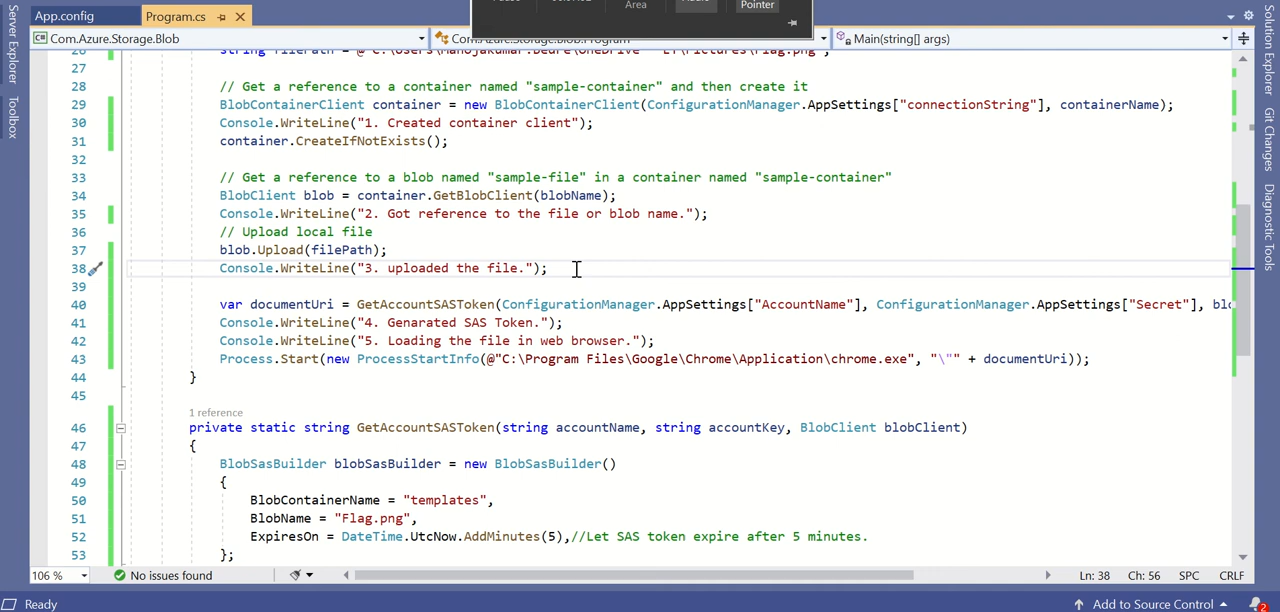 App.config
Program.cs
Area
Pointer
Com.Azure.Storage.Blob
Main(string[] args)
Server Explorer
Toolbox
Solution Explorer
Git Changes
Diagnostic Tools
27
28 // Get a reference to a container named "sample-container" and then create it
29 BlobContainerClient container = new BlobContainerClient(ConfigurationManager.AppSettings["connectionString"], containerName);
30 Console.WriteLine("1. Created container client");
31 container.CreateIfNotExists();
32
33 // Get a reference to a blob named "sample-file" in a container named "sample-container"
34 BlobClient blob = container.GetBlobClient(blobName);
35 Console.WriteLine("2. Got reference to the file or blob name.");
36 // Upload local file
37 blob.Upload(filePath);
38 Console.WriteLine("3. uploaded the file.");
39
40 var documentUri = GetAccountSASToken(ConfigurationManager.AppSettings["AccountName"], ConfigurationManager.AppSettings["Secret"], blo
41 Console.WriteLine("4. Genarated SAS Token.");
42 Console.WriteLine("5. Loading the file in web browser.");
43 Process.Start(new ProcessStartInfo(@"C:\Program Files\Google\Chrome\Application\chrome.exe", "\"" + documentUri));
44 }
45
1 reference
46 private static string GetAccountSASToken(string accountName, string accountKey, BlobClient blobClient)
47 {
48 BlobSasBuilder blobSasBuilder = new BlobSasBuilder()
49 {
50 BlobContainerName = "templates",
51 BlobName = "Flag.png",
52 ExpiresOn = DateTime.UtcNow.AddMinutes(5),//Let SAS token expire after 5 minutes.
53 };
106 %
No issues found
Ln: 38 Ch: 56 SPC CRLF
Ready
Add to Source Control
2